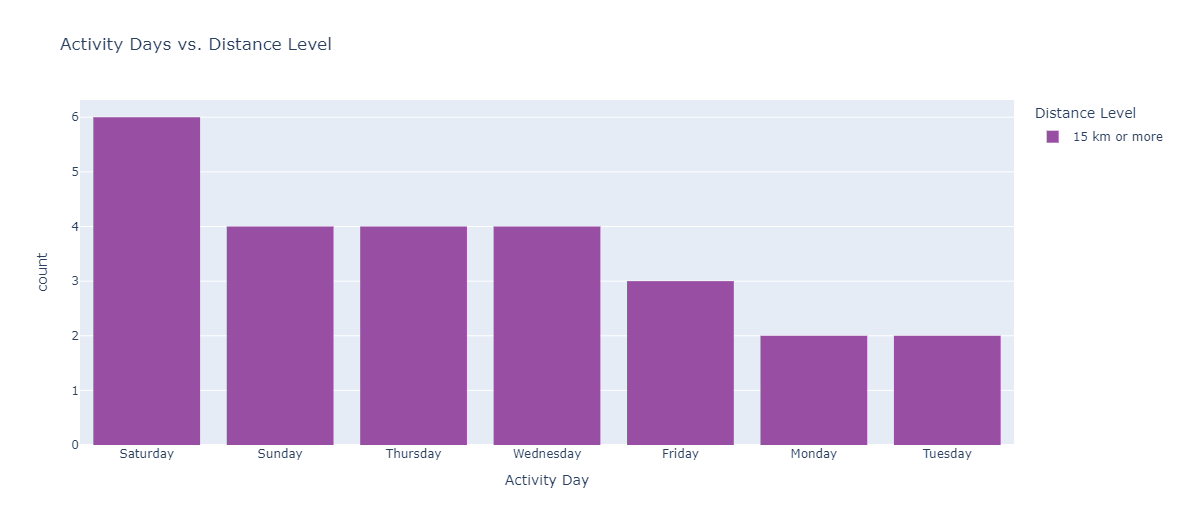 Activity Days vs. Distance Level
Distance Level
15 km or more
6
5
4
3
2
1
0
count
Saturday
Sunday
Thursday
Wednesday
Friday
Monday
Tuesday
Activity Day